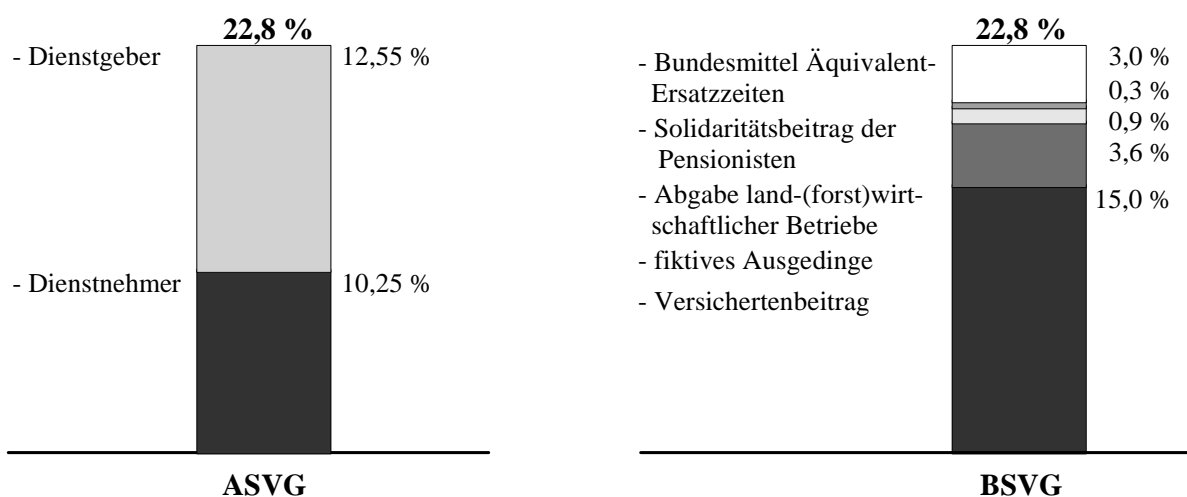 22,8 %
- Dienstgeber
12,55 %
- Dienstnehmer
10,25 %
ASVG
22,8 %
- Bundesmittel Äquivalent-
Ersatzzeiten
- Solidaritätsbeitrag der
Pensionisten
- Abgabe land-(forst)wirt-
schaftlicher Betriebe
- fiktives Ausgedinge
- Versichertenbeitrag
3,0 %
0,3 %
0,9 %
3,6 %
15,0 %
BSVG